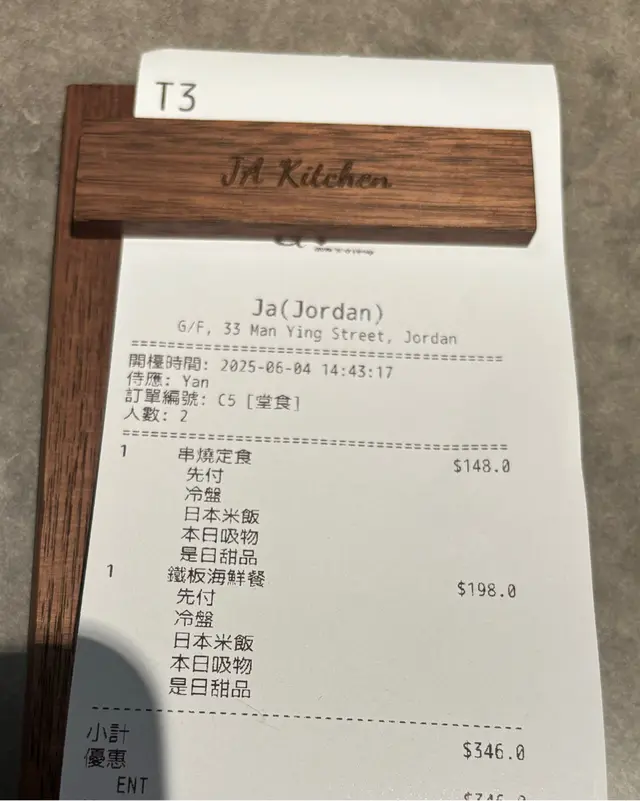 T3
JA Kitchen
Ja(Jordan)
G/F, 33 Man Ying Street, Jordan
================================
開檯時間: 2025-06-04 14:43:17
侍應: Yan
訂單編號: C5 [堂食]
人數: 2
================================
1 串燒定食 $148.0
先付
冷盤
日本米飯
本日吸物
是日甜品
1 鐵板海鮮餐 $198.0
先付
冷盤
日本米飯
本日吸物
是日甜品
--------------------------------
小計 $346.0
優惠
ENT